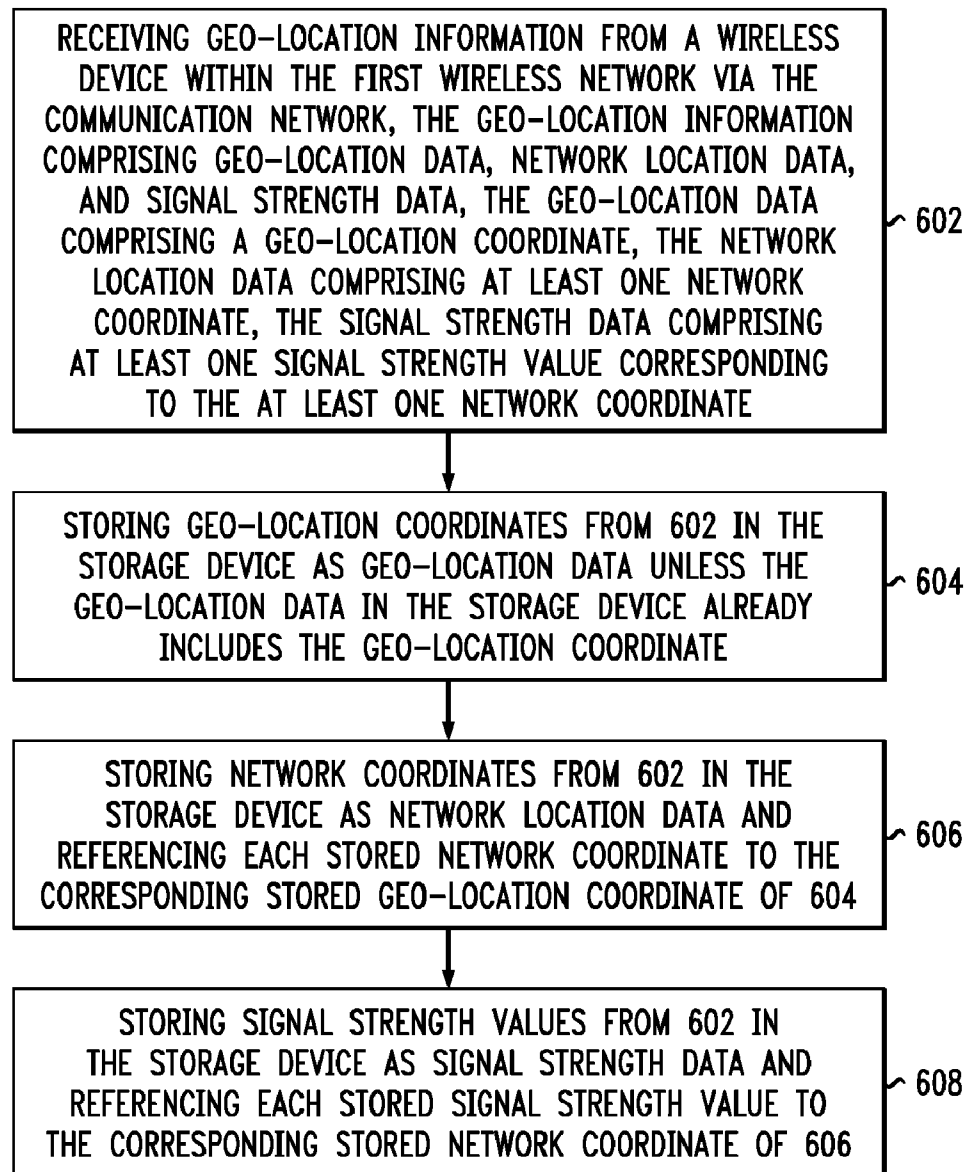 RECEIVING GEO-LOCATION INFORMATION FROM A WIRELESS
DEVICE WITHIN THE FIRST WIRELESS NETWORK VIA THE
COMMUNICATION NETWORK, THE GEO-LOCATION INFORMATION
COMPRISING GEO-LOCATION DATA, NETWORK LOCATION DATA,
AND SIGNAL STRENGTH DATA, THE GEO-LOCATION DATA
COMPRISING A GEO-LOCATION COORDINATE, THE NETWORK
LOCATION DATA COMPRISING AT LEAST ONE NETWORK
COORDINATE, THE SIGNAL STRENGTH DATA COMPRISING
AT LEAST ONE SIGNAL STRENGTH VALUE CORRESPONDING
TO THE AT LEAST ONE NETWORK COORDINATE
602
STORING GEO-LOCATION COORDINATES FROM 602 IN THE
STORAGE DEVICE AS GEO-LOCATION DATA UNLESS THE
GEO-LOCATION DATA IN THE STORAGE DEVICE ALREADY
INCLUDES THE GEO-LOCATION COORDINATE
604
STORING NETWORK COORDINATES FROM 602 IN THE
STORAGE DEVICE AS NETWORK LOCATION DATA AND
REFERENCING EACH STORED NETWORK COORDINATE TO THE
CORRESPONDING STORED GEO-LOCATION COORDINATE OF 604
606
STORING SIGNAL STRENGTH VALUES FROM 602 IN
THE STORAGE DEVICE AS SIGNAL STRENGTH DATA AND
REFERENCING EACH STORED SIGNAL STRENGTH VALUE TO
THE CORRESPONDING STORED NETWORK COORDINATE OF 606
608